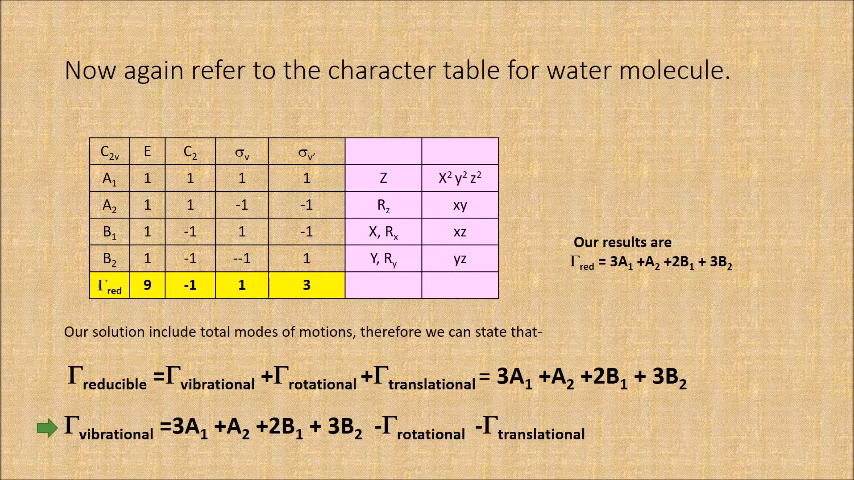 Now again refer to the character table for water molecule.
C2v E C2 σv σv'
A1 1 1 1 1 Z X² y² z²
A2 1 1 -1 -1 Rz xy
B1 1 -1 1 -1 X, Rx xz
B2 1 -1 --1 1 Y, Ry yz
Γred 9 -1 1 3
Our results are
Γred = 3A1 +A2 +2B1 + 3B2
Our solution include total modes of motions, therefore we can state that-
Γreducible =Γvibrational +Γrotational +Γtranslational = 3A1 +A2 +2B1 + 3B2
Γvibrational =3A1 +A2 +2B1 + 3B2 -Γrotational -Γtranslational